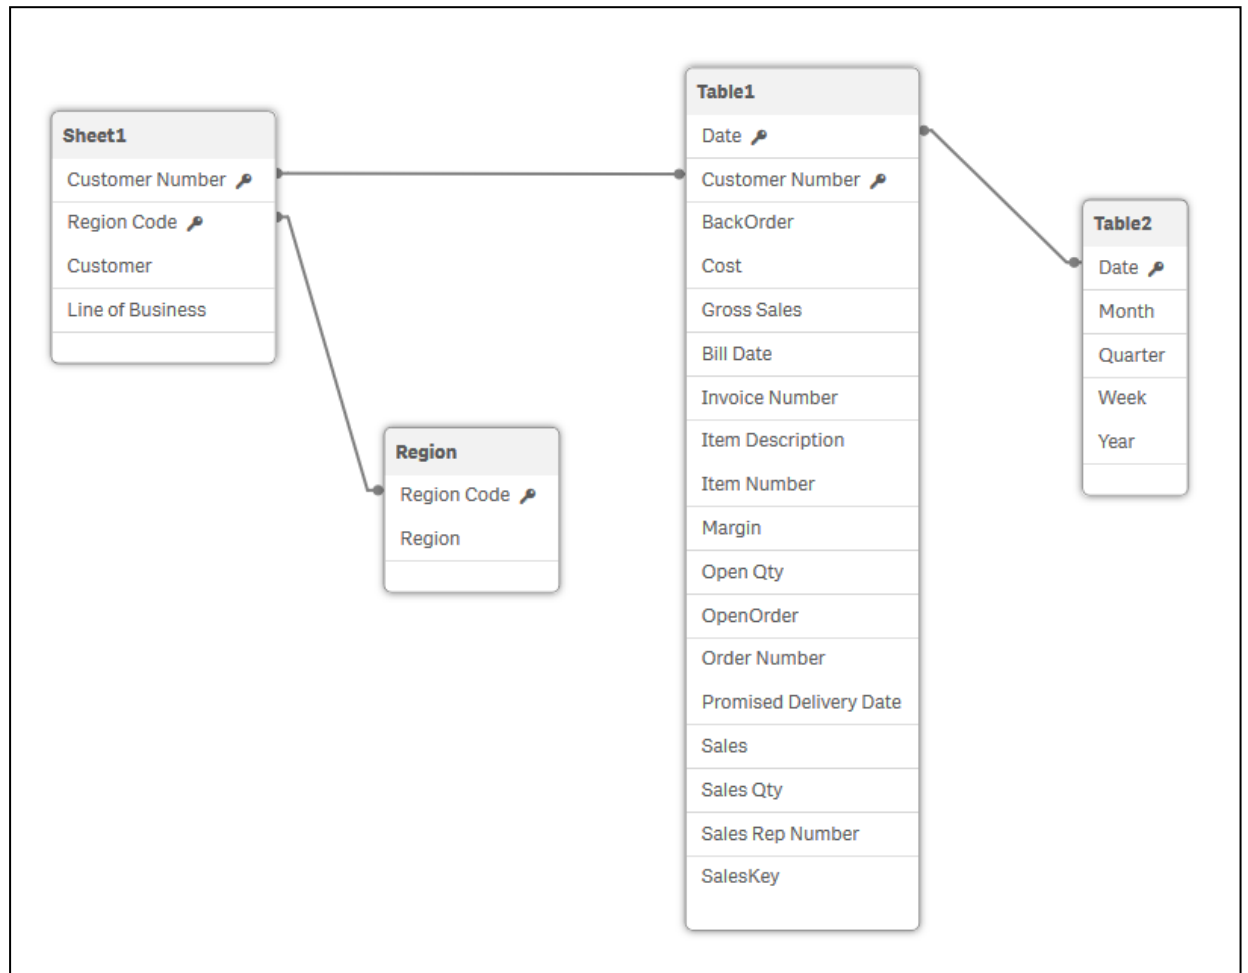 Sheet1
Customer Number
Region Code
Customer
Line of Business
Region
Region Code
Region
Table1
Date
Customer Number
BackOrder
Cost
Gross Sales
Bill Date
Invoice Number
Item Description
Item Number
Margin
Open Qty
OpenOrder
Order Number
Promised Delivery Date
Sales
Sales Qty
Sales Rep Number
SalesKey
Table2
Date
Month
Quarter
Week
Year